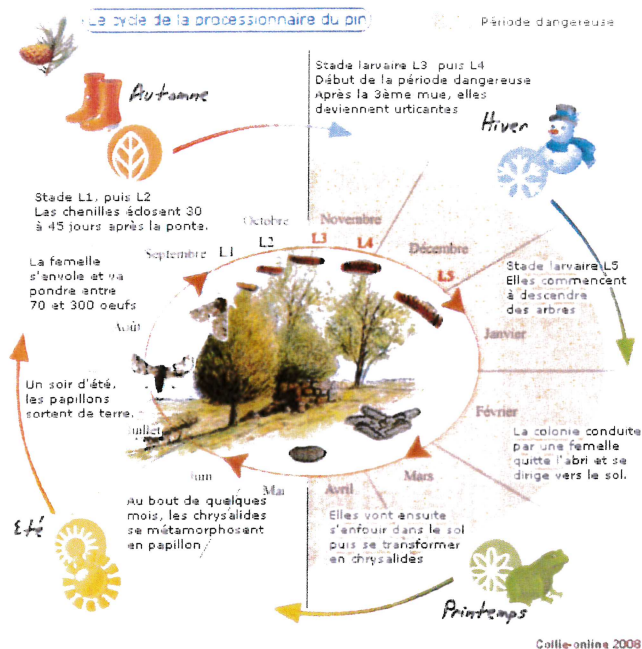 Le cycle de la processionnaire du pin
Période dangereuse
Automne
Stade larvaire L3 puis L4
Début de la période dangereuse
Après la 3ème mue, elles
deviennent urticantes
Hiver
Stade L1, puis L2
Les chenilles édosent 30
à 45 jours après la ponte.
La femelle
s'envole et va
pondre entre
70 et 300 oeufs
Septembre
L1
Octobre
L2
Novembre
L3
L4
Décembre
L5
Stade larvaire L5
Elles commencent
à descendre
des arbres
Janvier
Août
Un soir d'été,
les papillons
sortent de terre.
Février
La colonie conduite
par une femelle
quitte l'abri et se
dirige vers le sol.
Mai
Avril
Mars
Eté
Au bout de quelques
mois, les chrysalides
se métamorphosent
en papillon
Elles vont ensuite
s'enfouir dans le sol
puis se transformer
en chrysalides
Printemps
Collie-online 2008